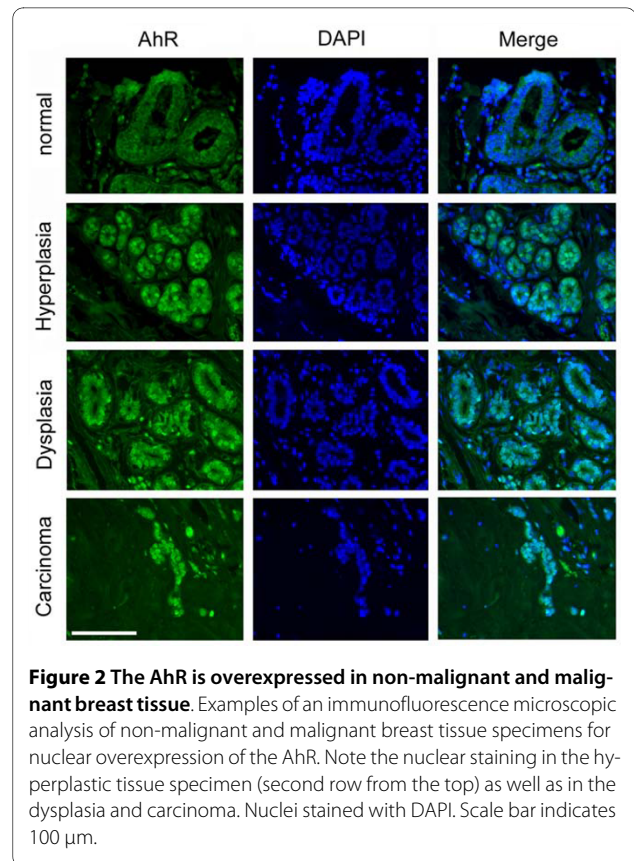 AhR DAPI Merge
normal
Hyperplasia
Dysplasia
Carcinoma
Figure 2 The AhR is overexpressed in non-malignant and malig-
nant breast tissue. Examples of an immunofluorescence microscopic
analysis of non-malignant and malignant breast tissue specimens for
nuclear overexpression of the AhR. Note the nuclear staining in the hy-
perplastic tissue specimen (second row from the top) as well as in the
dysplasia and carcinoma. Nuclei stained with DAPI. Scale bar indicates
100 μm.